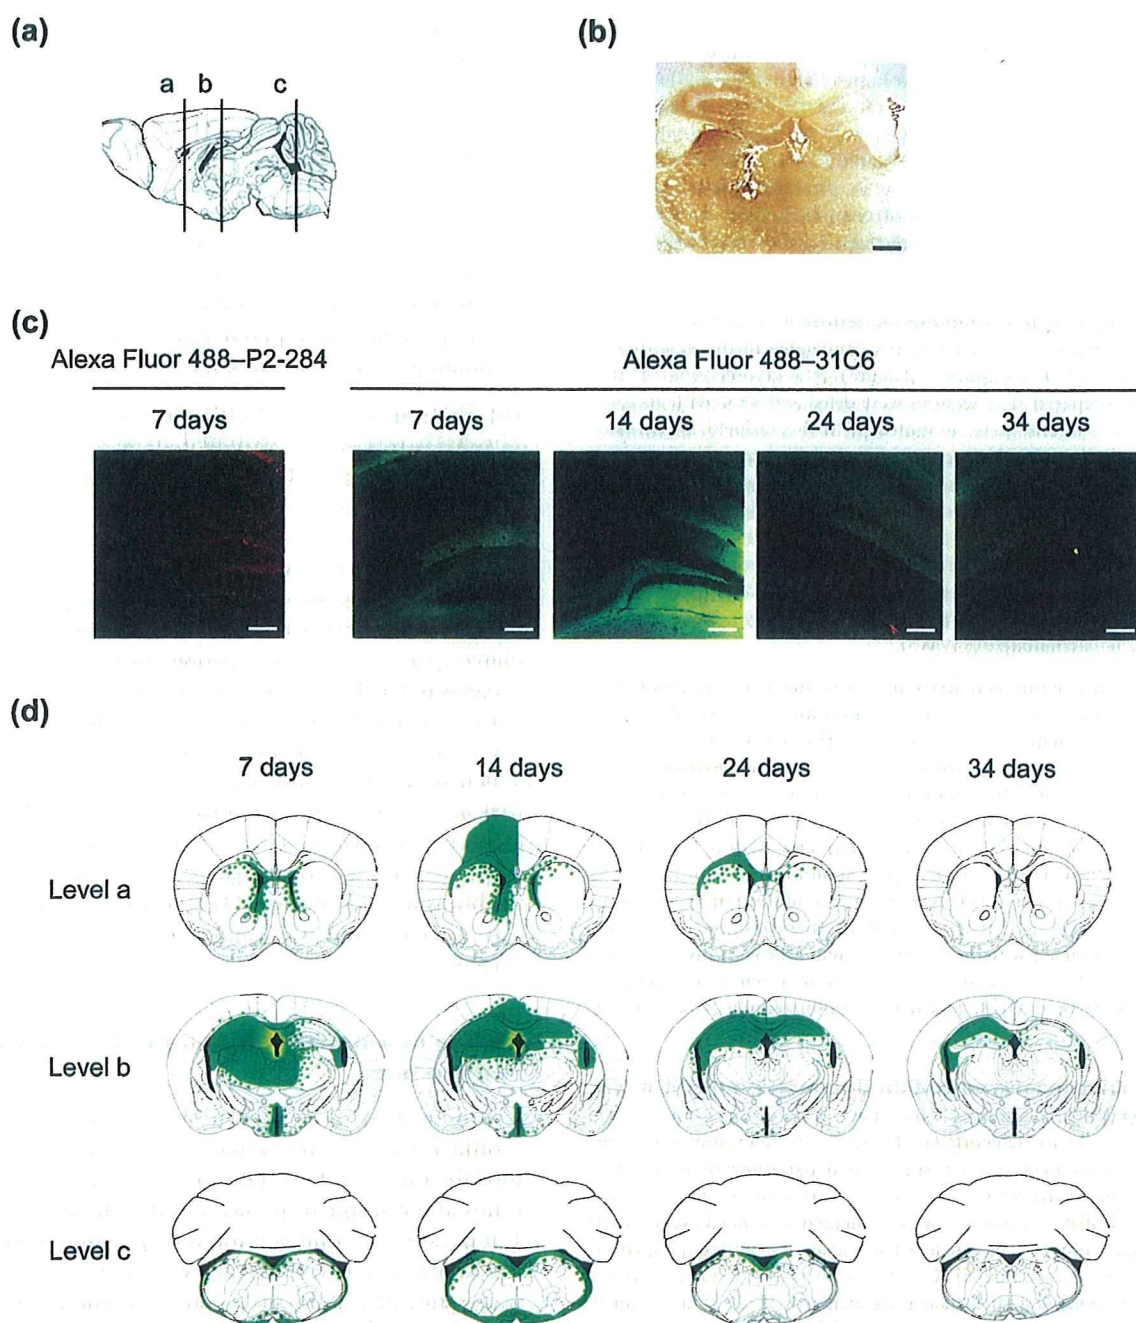 (a)
(b)
a b c
(c)
Alexa Fluor 488–P2-284
Alexa Fluor 488–31C6
7 days
7 days
14 days
24 days
34 days
(d)
7 days
14 days
24 days
34 days
Level a
Level b
Level c